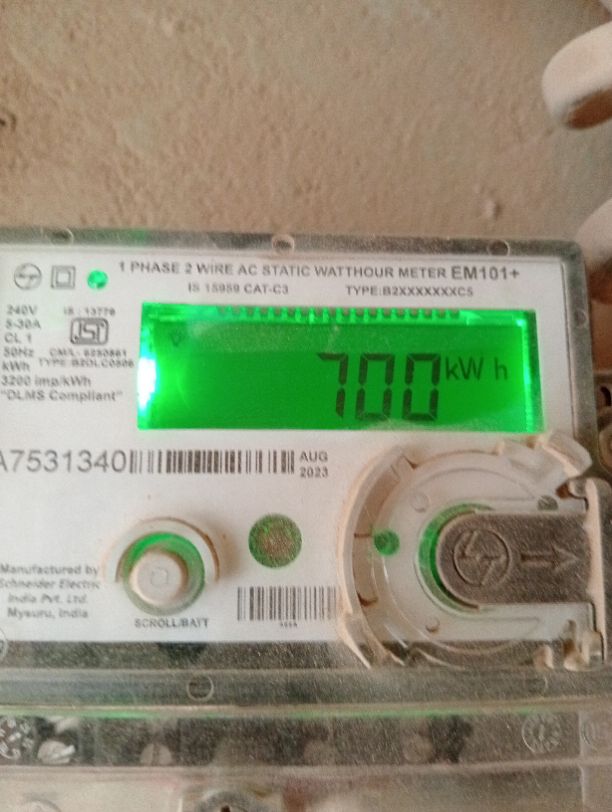 1 PHASE 2 WIRE AC STATIC WATTHOUR METER EM101+
IS 15959 CAT-C3 TYPE:B2XXXXXXXC5
240V
IS : 13779
5-30A
CL 1
50Hz
kWh
3200 imp/kWh
"DLMS Compliant"
ISI
700 kWh
A7531340
AUG
2023
Manufactured by
Schneider Electric
India Pvt. Ltd.
Mysuru, India
SCROLL/BATT